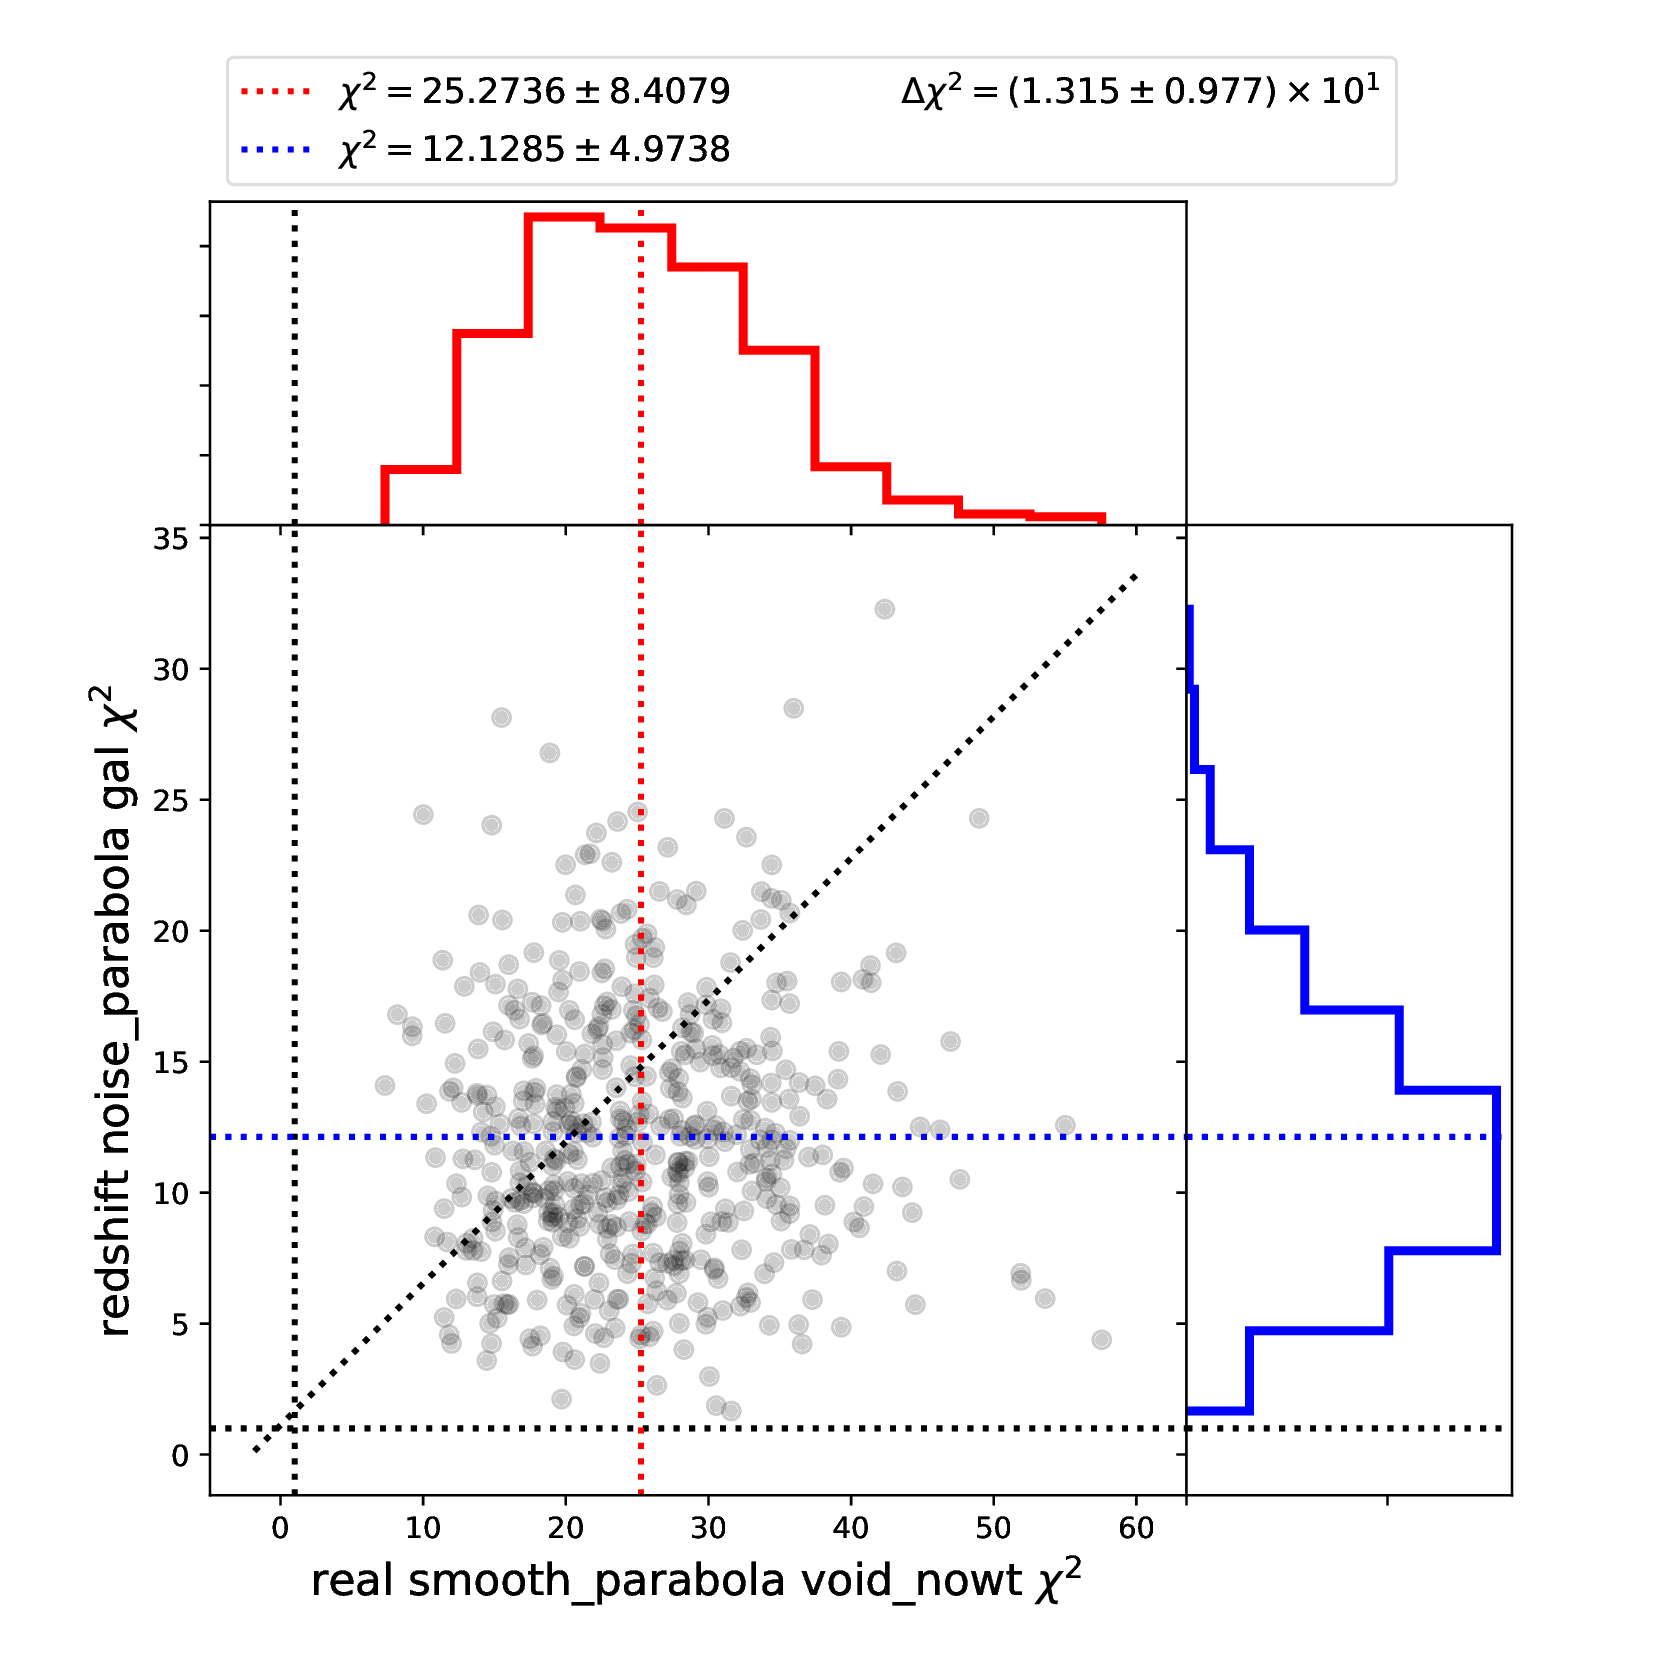 χ² = 25.2736 ± 8.4079
Δχ² = (1.315 ± 0.977) × 10¹
χ² = 12.1285 ± 4.9738
35
30
25
20
15
10
5
0
redshift noise_parabola gal χ²
0 10 20 30 40 50 60
real smooth_parabola void_nowt χ²